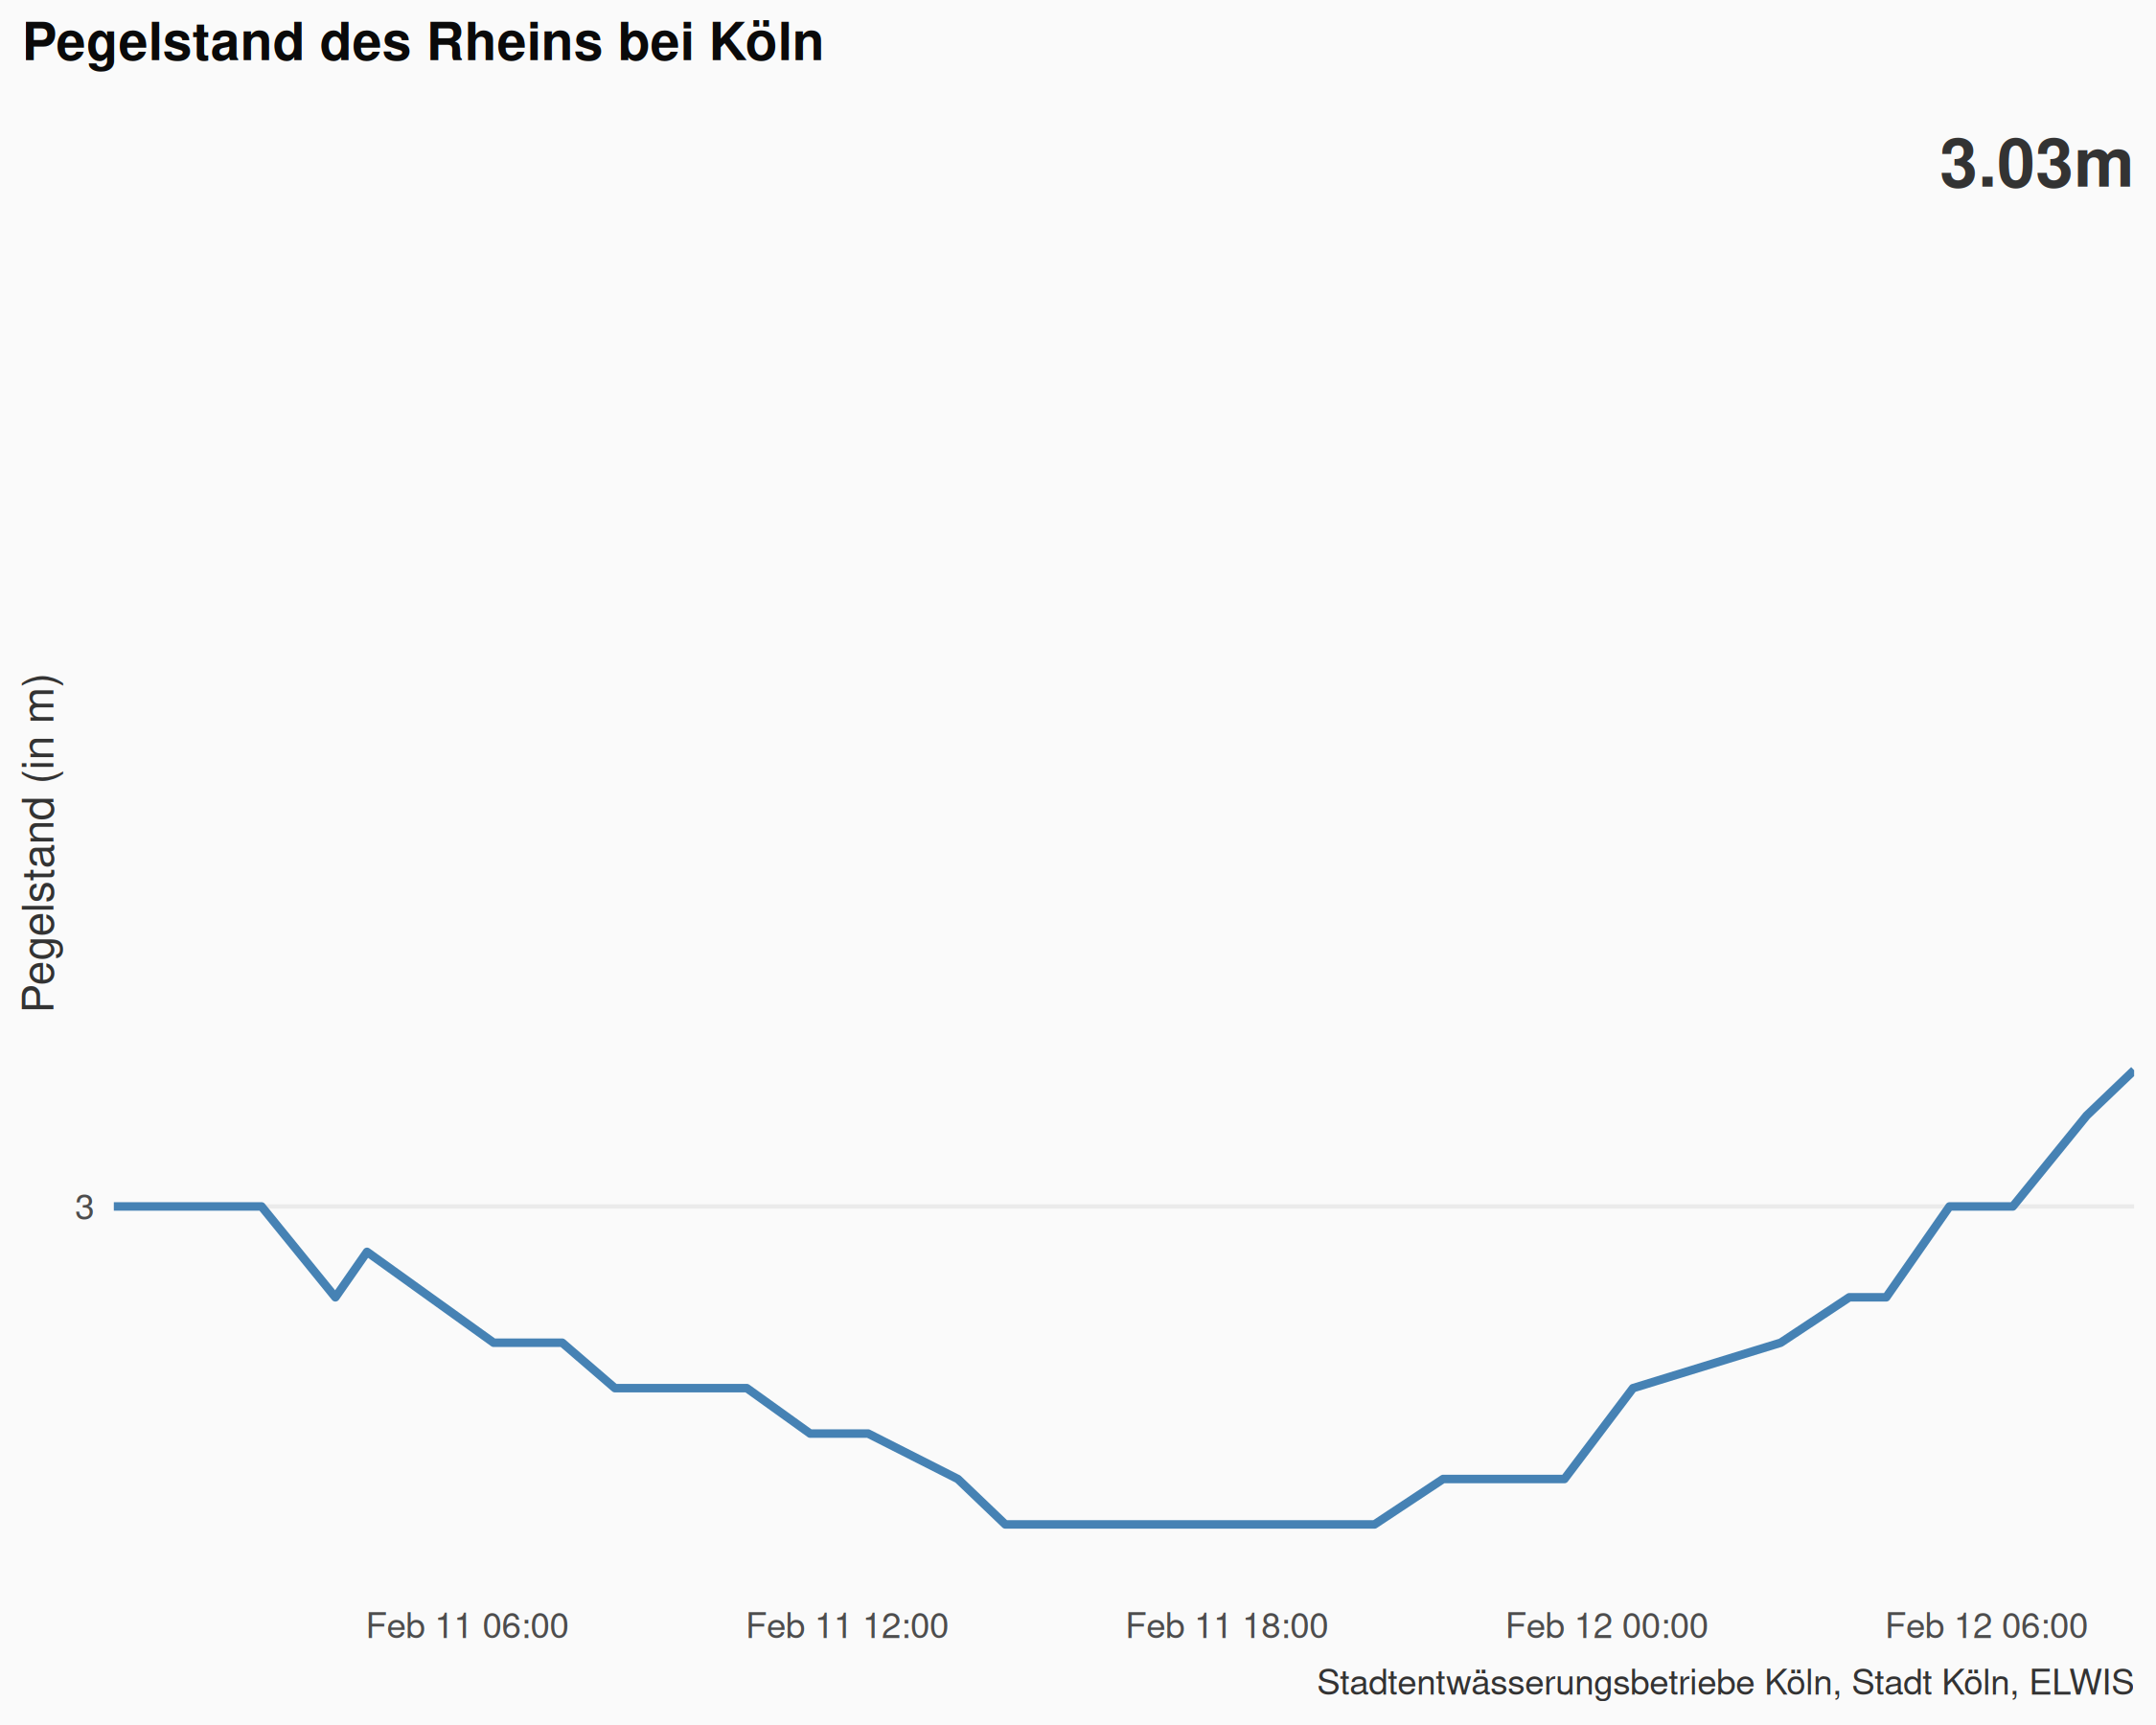 Pegelstand des Rheins bei Köln
3.03m
Pegelstand (in m)
3
Feb 11 06:00
Feb 11 12:00
Feb 11 18:00
Feb 12 00:00
Feb 12 06:00
Stadtentwässerungsbetriebe Köln, Stadt Köln, ELWIS